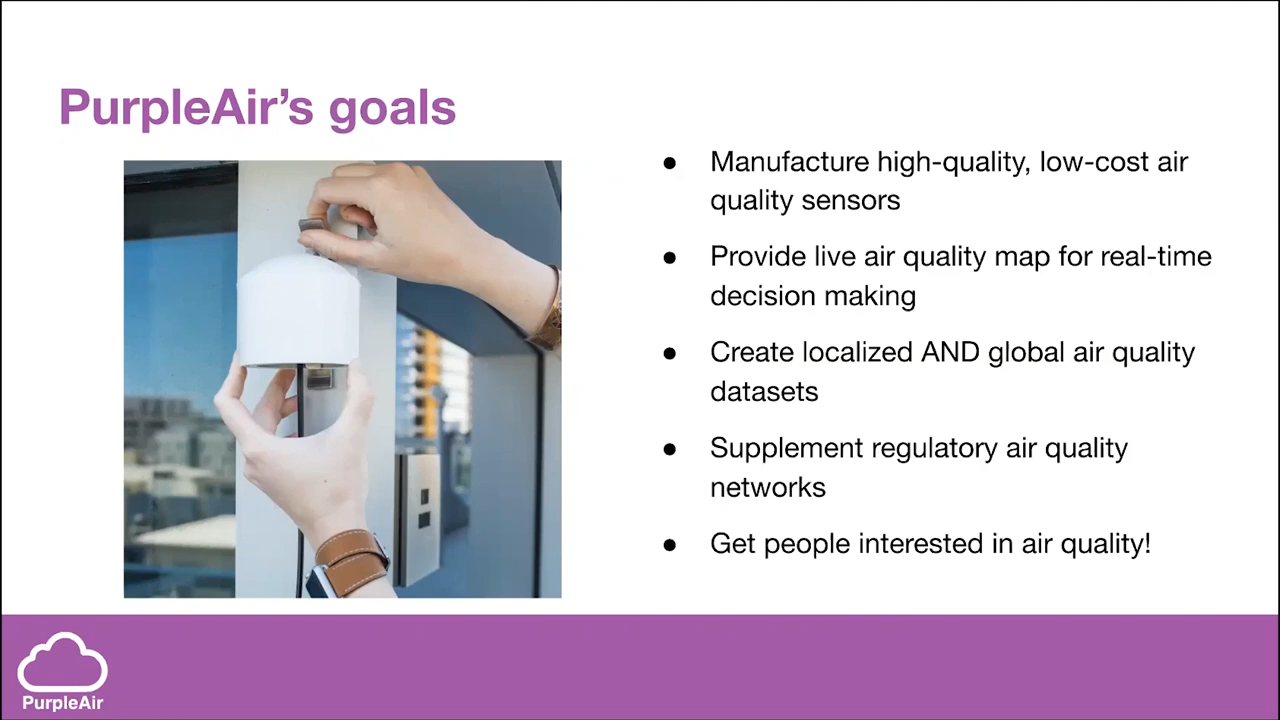 PurpleAir’s goals
● Manufacture high-quality, low-cost air
quality sensors
● Provide live air quality map for real-time
decision making
● Create localized AND global air quality
datasets
● Supplement regulatory air quality
networks
● Get people interested in air quality!
PurpleAir